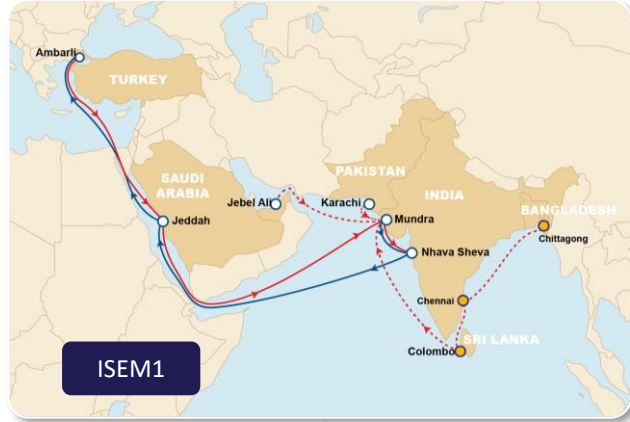 Ambarli
TURKEY
SAUDI
ARABIA
Jeddah
Jebel Ali
PAKISTAN
Karachi
INDIA
Mundra
Nhava Sheva
BANGLADESH
Chittagong
Chennai
SRI LANKA
Colombo
ISEM1